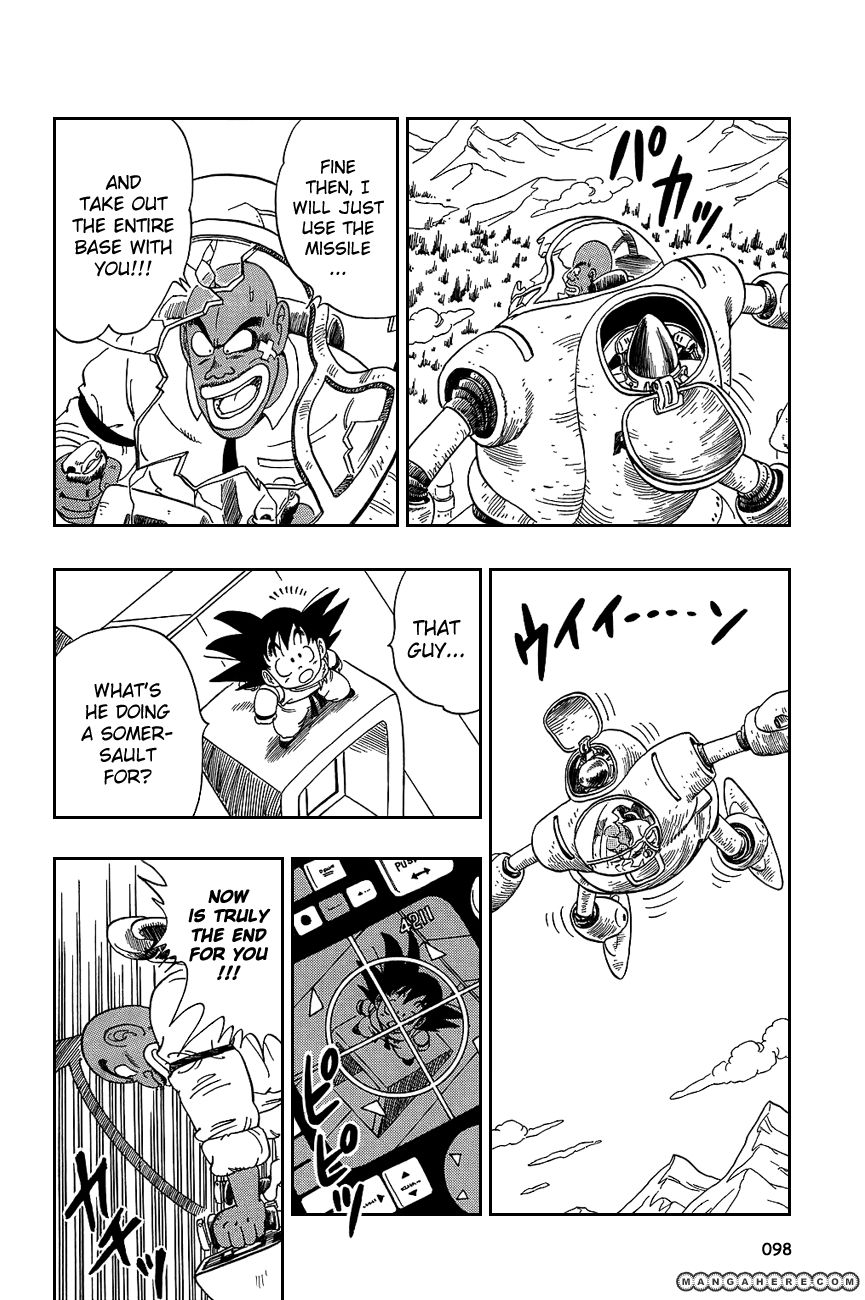 パカッ
FINE
THEN, I
WILL JUST
USE THE
MISSILE
...
AND
TAKE OUT
THE ENTIRE
BASE WITH
YOU!!!
ウイイ・・・・ン
THAT
GUY...
WHAT'S
HE DOING
A SOMER-
SAULT
FOR?
PUSH
4211
ピピピッ
NOW
IS TRULY
THE END
FOR YOU
!!!
カチッ
098
MANGAHERE.COM